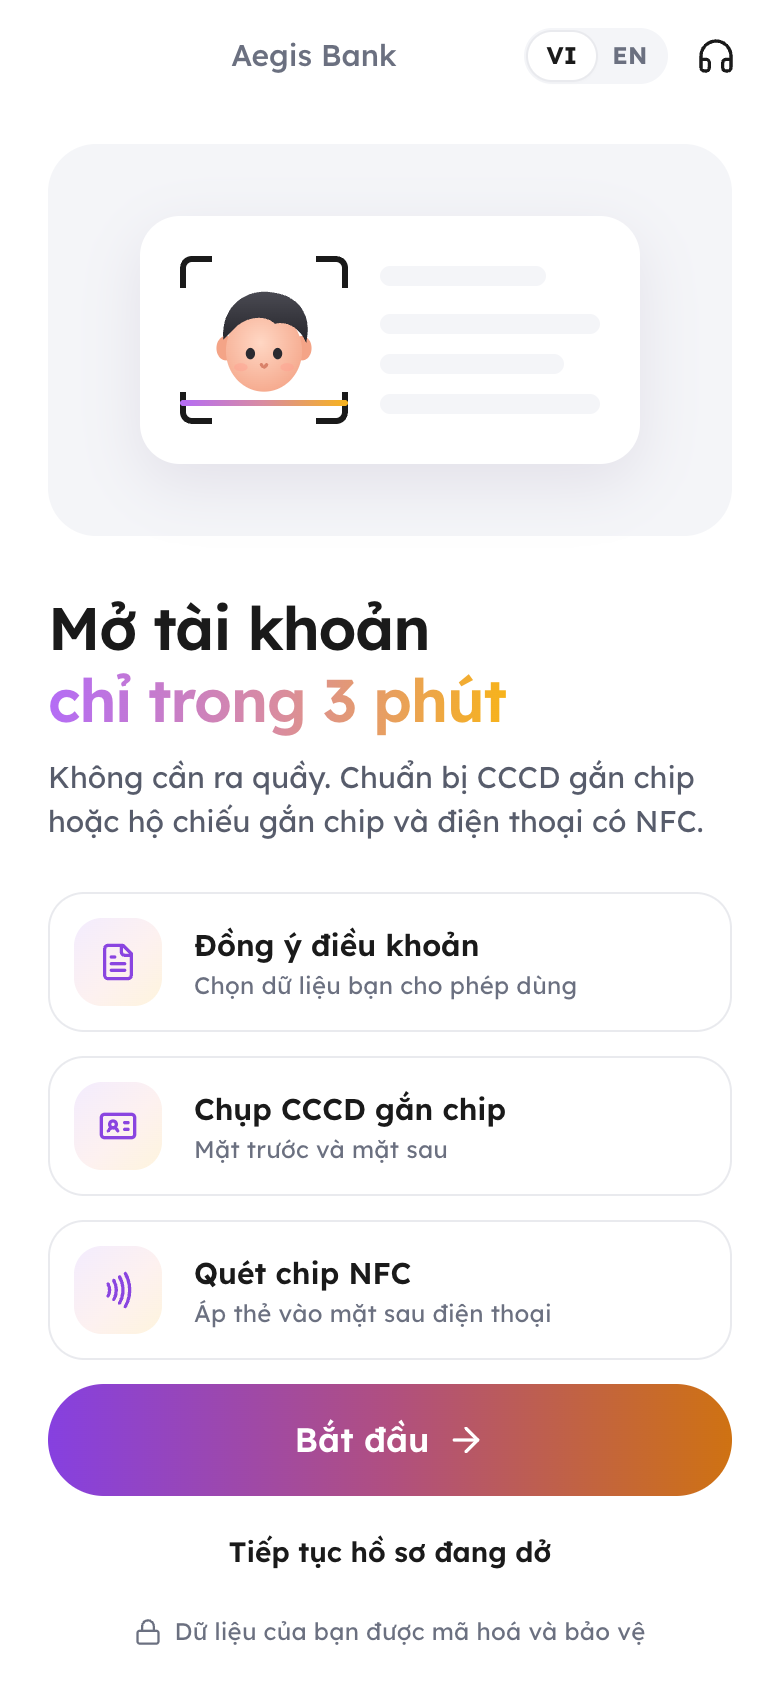 Aegis Bank
VI EN
Mở tài khoản
chỉ trong 3 phút
Không cần ra quầy. Chuẩn bị CCCD gắn chip
hoặc hộ chiếu gắn chip và điện thoại có NFC.
Đồng ý điều khoản
Chọn dữ liệu bạn cho phép dùng
Chụp CCCD gắn chip
Mặt trước và mặt sau
Quét chip NFC
Áp thẻ vào mặt sau điện thoại
Bắt đầu
Tiếp tục hồ sơ đang dở
Dữ liệu của bạn được mã hoá và bảo vệ